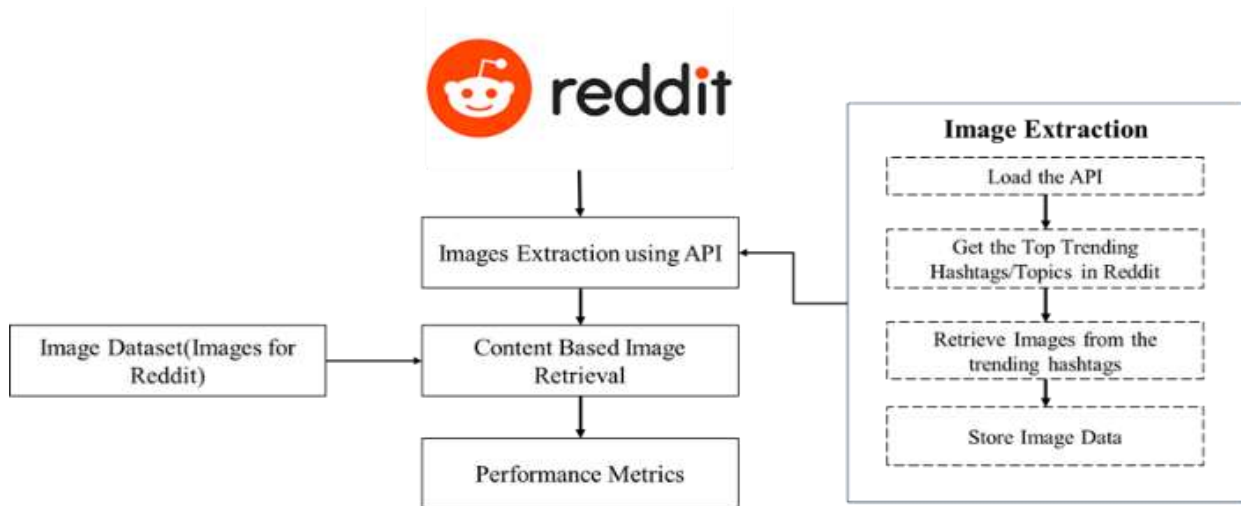 reddit
Images Extraction using API
Image Dataset(Images for
Reddit)
Content Based Image
Retrieval
Performance Metrics
Image Extraction
Load the API
Get the Top Trending
Hashtags/Topics in Reddit
Retrieve Images from the
trending hashtags
Store Image Data